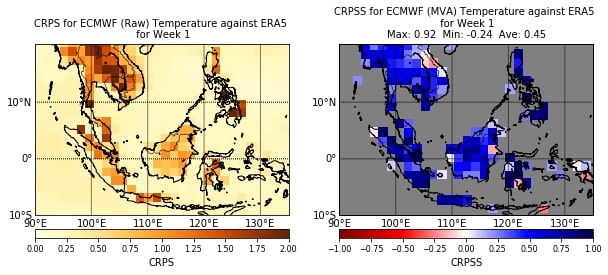 CRPS for ECMWF (Raw) Temperature against ERA5
for Week 1
10°N
0°
10°S
90°E 100°E 110°E 120°E 130°E
0.00 0.25 0.50 0.75 1.00 1.25 1.50 1.75 2.00
CRPS
CRPSS for ECMWF (MVA) Temperature against ERA5
for Week 1
Max: 0.92 Min: -0.24 Ave: 0.45
10°N
0°
10°S
90°E 100°E 110°E 120°E 130°E
−1.00 −0.75 −0.50 −0.25 0.00 0.25 0.50 0.75 1.00
CRPSS